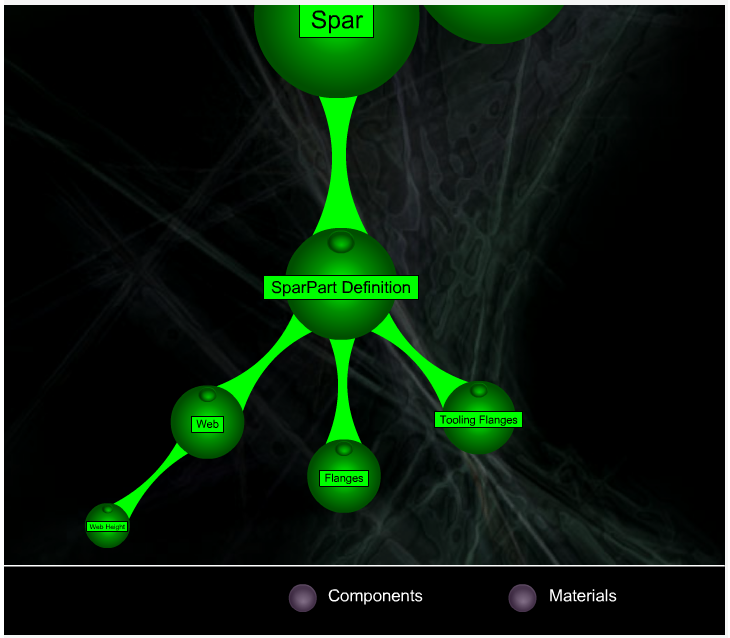 Spar
SparPart Definition
Web
Tooling Flanges
Flanges
Web Height
Components
Materials